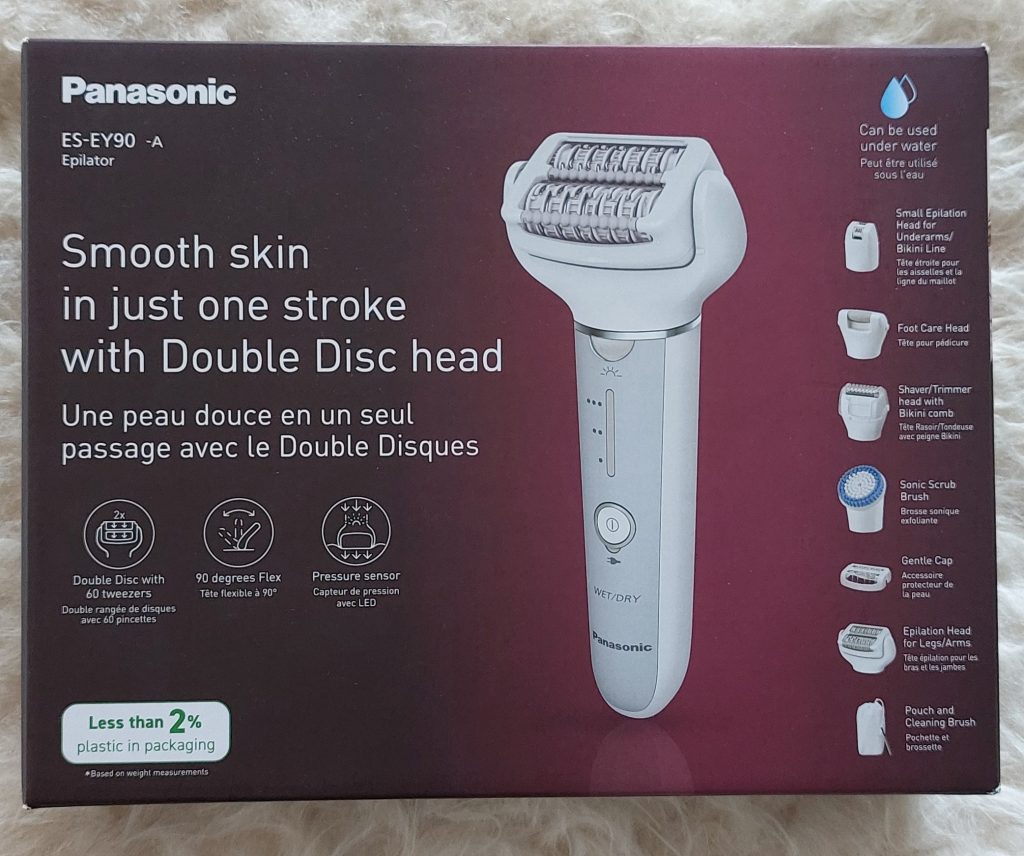 Panasonic
ES-EY90 -A
Epilator
Smooth skin
in just one stroke
with Double Disc head
Une peau douce en un seul
passage avec le Double Disques
2x
Double Disc with
60 tweezers
Double rangée de disques
avec 60 pincettes
90 degrees Flex
Tête flexible à 90°
Pressure sensor
Capteur de pression
avec LED
Less than 2%
plastic in packaging
*Based on weight measurements
WET/DRY
Panasonic
Can be used
under water
Peut être utilisé
sous l'eau
Small Epilation
Head for
Underarms/
Bikini Line
Tête étroite pour
les aisselles et la
ligne du maillot
Foot Care Head
Tête pour pédicure
Shaver/Trimmer
head with
Bikini comb
Tête Rasoir/Tondeuse
avec peigne Bikini
Sonic Scrub
Brush
Brosse sonique
exfoliante
Gentle Cap
Accessoire
protecteur de
la peau
Epilation Head
for Legs/Arms
Tête épilation pour les
bras et les jambes
Pouch and
Cleaning Brush
Pochette et
brossette